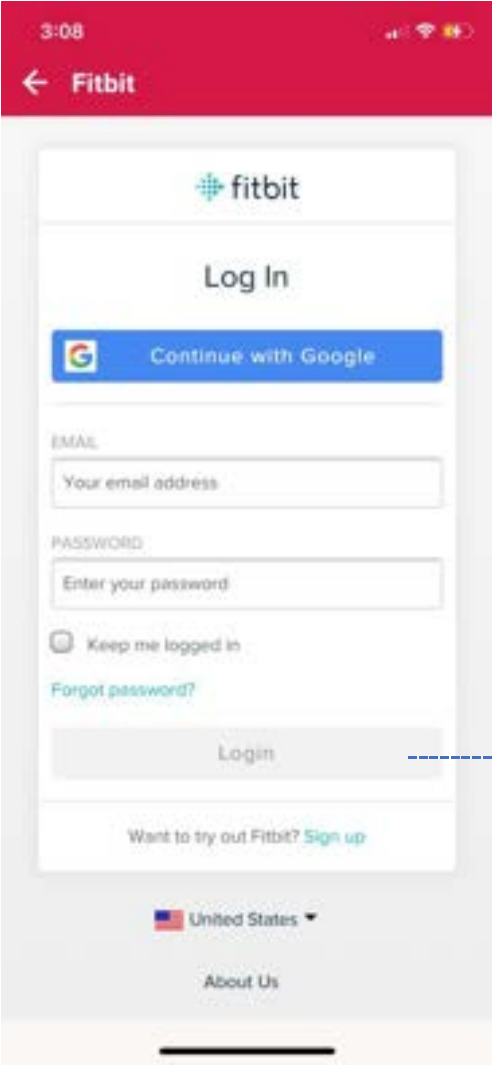 3:08
Fitbit
fitbit
Log In
Continue with Google
EMAIL
Your email address
PASSWORD
Enter your password
Keep me logged in
Forgot password?
Login
Want to try out Fitbit? Sign up
United States
About Us